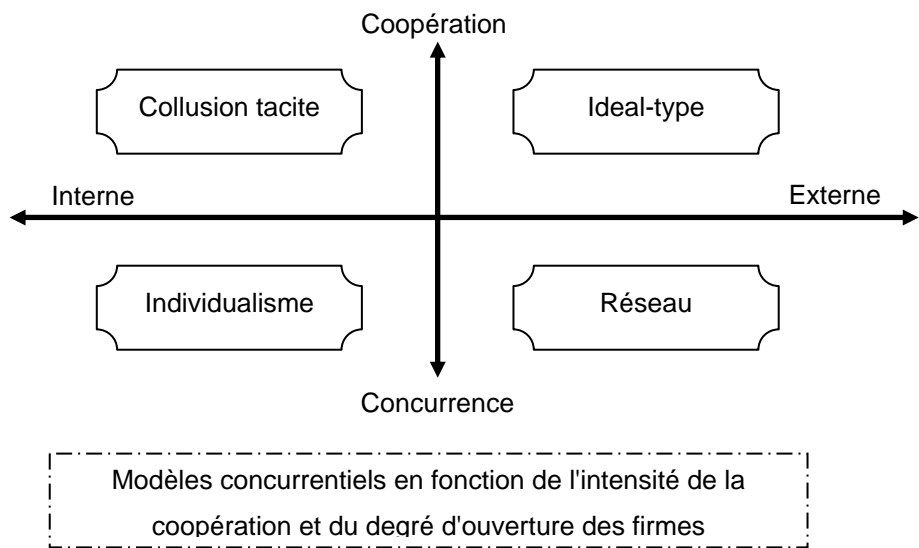 Coopération
Collusion tacite
Ideal-type
Interne
Externe
Individualisme
Réseau
Concurrence
Modèles concurrentiels en fonction de l'intensité de la
coopération et du degré d'ouverture des firmes